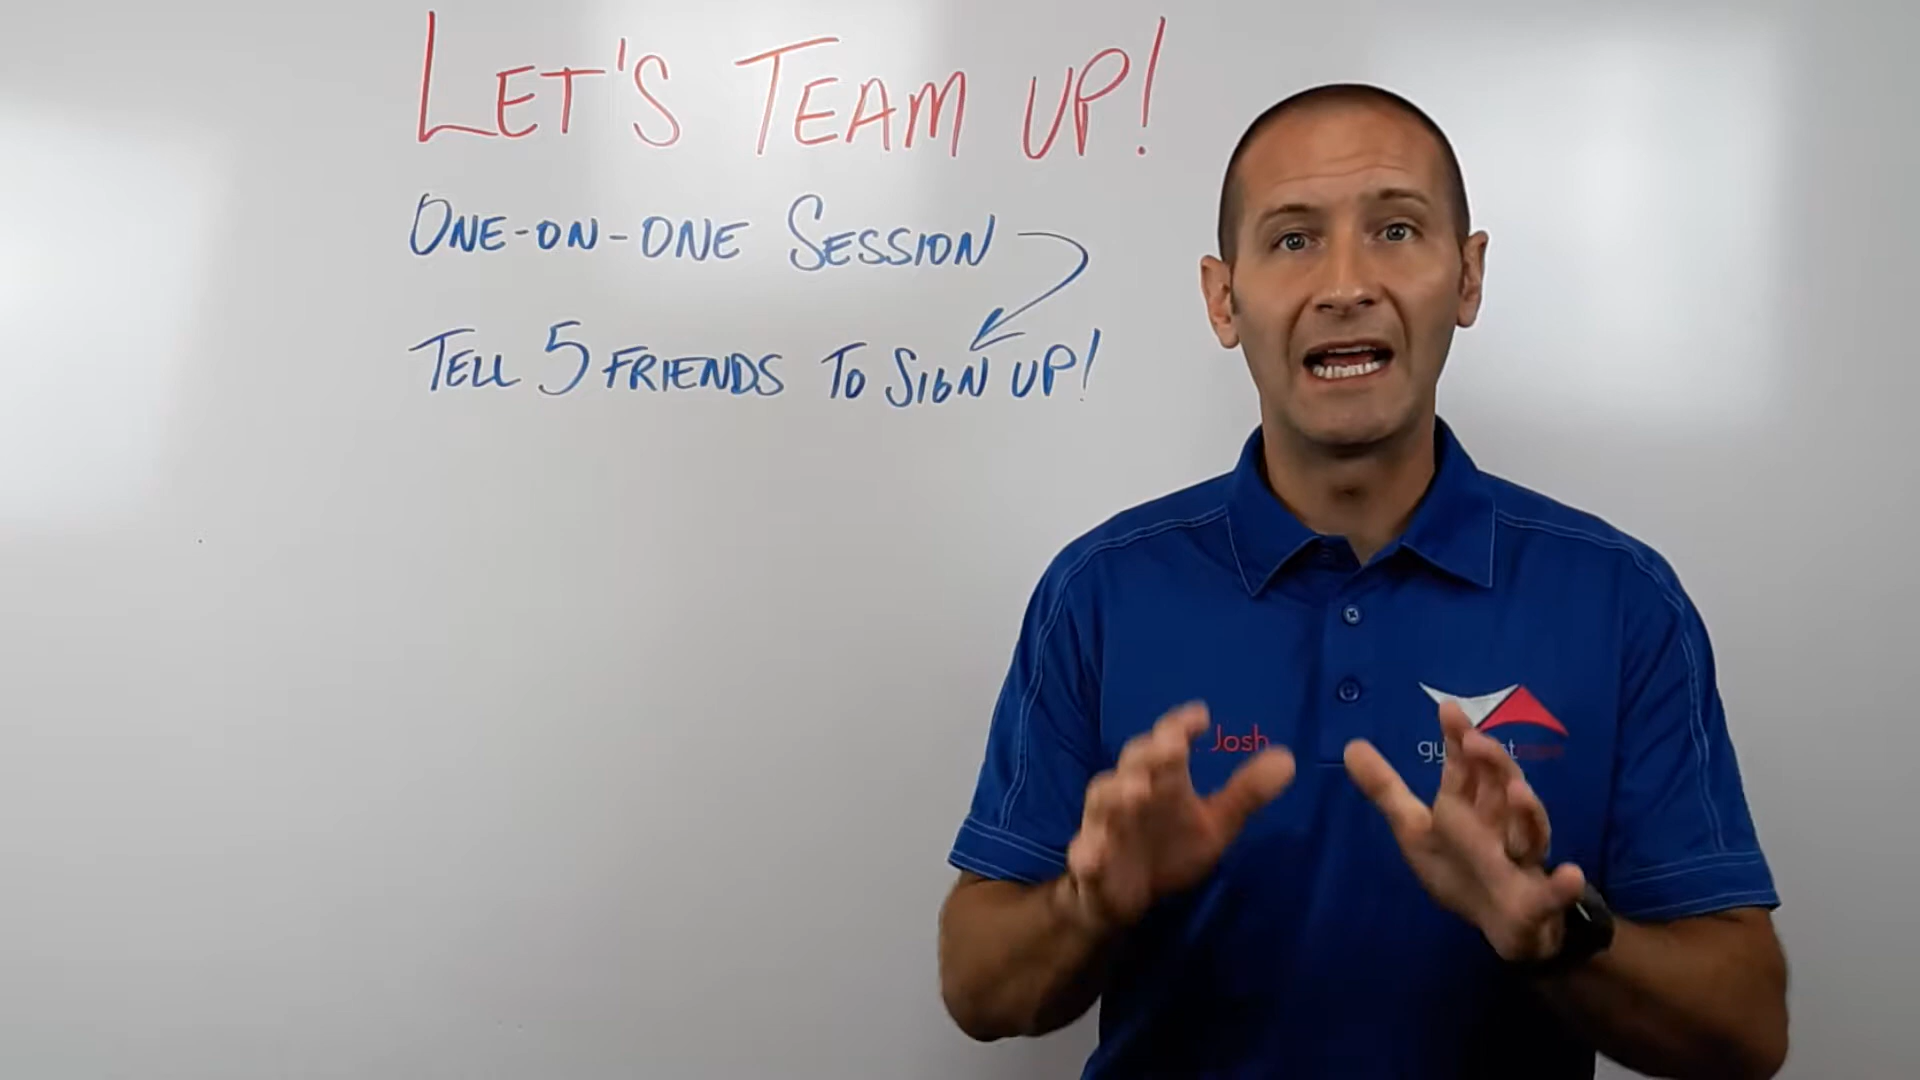 LET'S TEAM UP!
ONE-ON-ONE SESSION
TELL 5 FRIENDS TO SIGN UP!
Josh